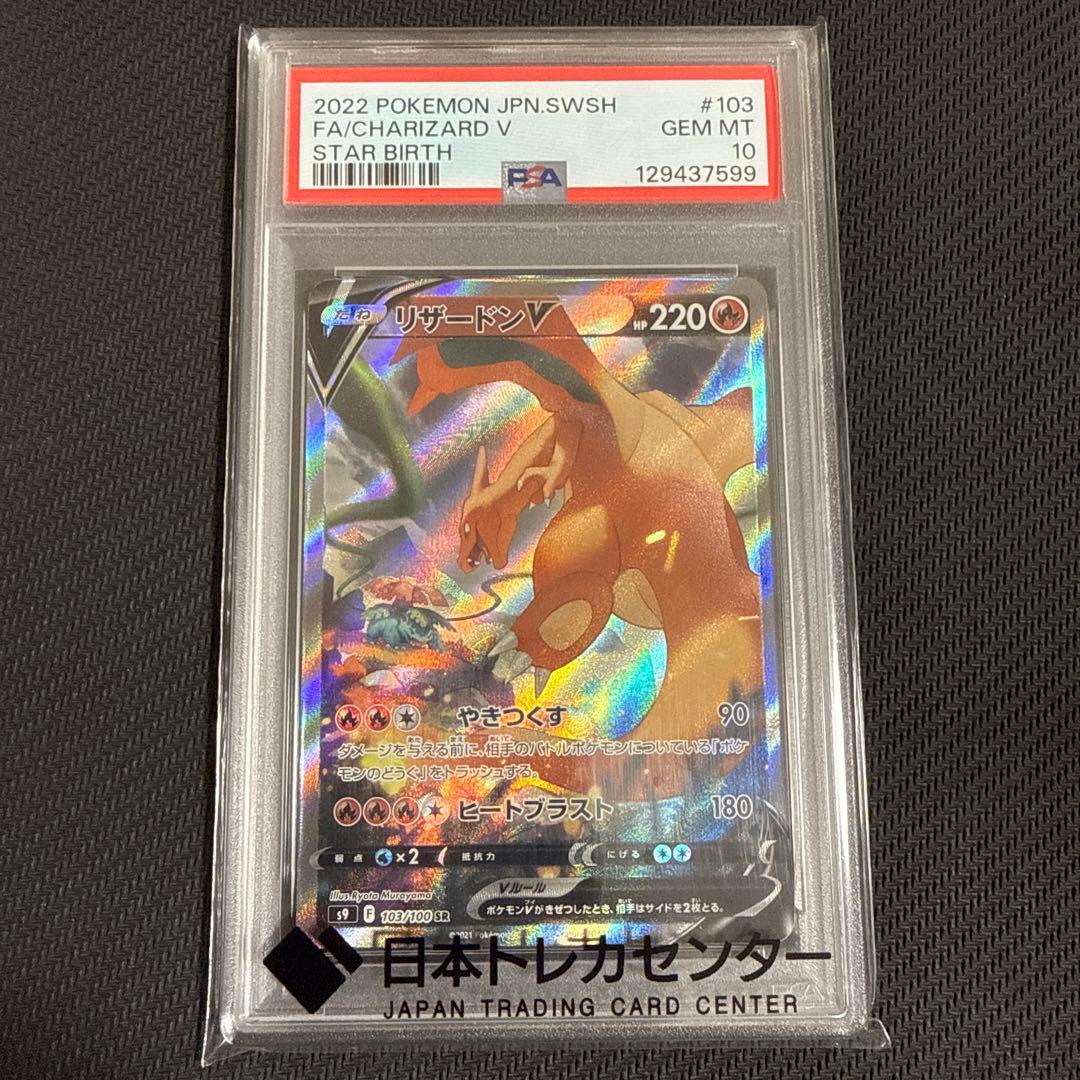 2022 POKEMON JPN.SWSH #103
FA/CHARIZARD V GEM MT
STAR BIRTH 10
PSA 129437599
たね リザードンV HP 220
やきつくす 90
ダメージを与える前に、相手のバトルポケモンについている「ポケ
モンのどうぐ」をトラッシュする。
ヒートブラスト 180
弱点 ×2 抵抗力 にげる
Vルール
ポケモンVがきぜつしたとき、相手はサイドを2枚とる。
Illus. Ryota Murayama
s9 F 103/100 SR
©2021 Pokémon
日本トレカセンター
JAPAN TRADING CARD CENTER